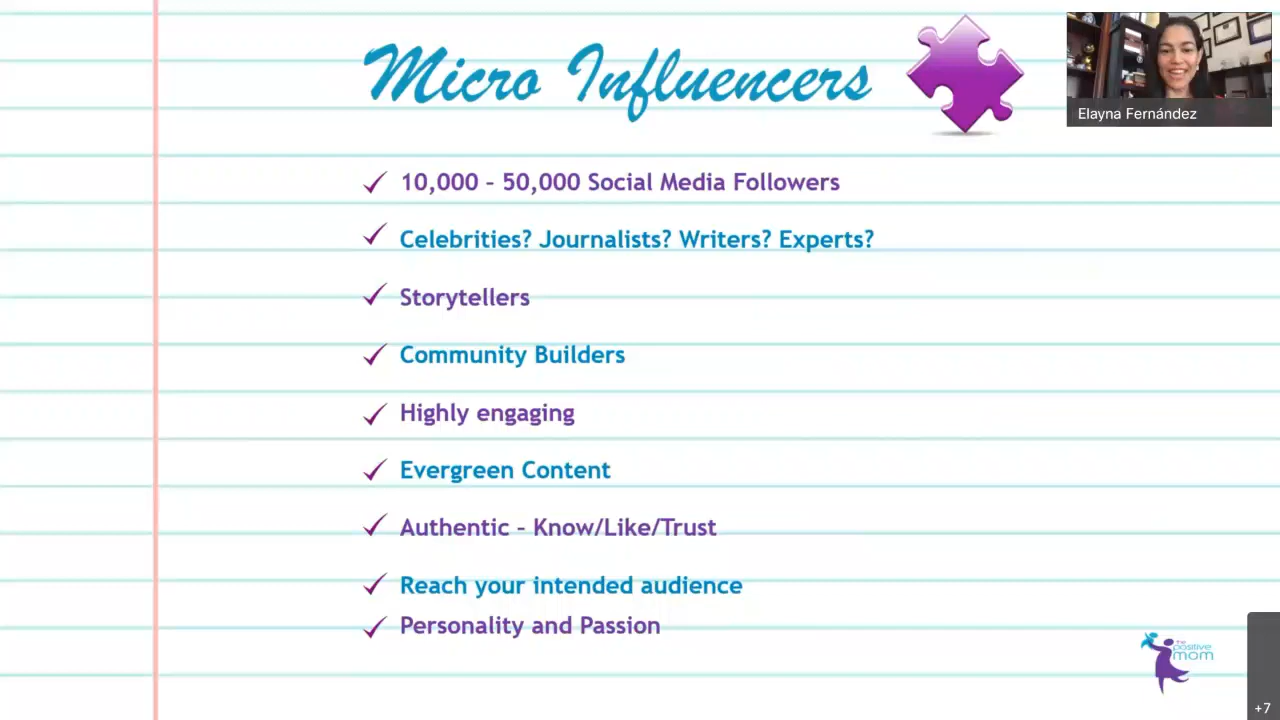 Micro Influencers
Elayna Fernández
10,000 – 50,000 Social Media Followers
Celebrities? Journalists? Writers? Experts?
Storytellers
Community Builders
Highly engaging
Evergreen Content
Authentic – Know/Like/Trust
Reach your intended audience
Personality and Passion
the
positive
mom
+7